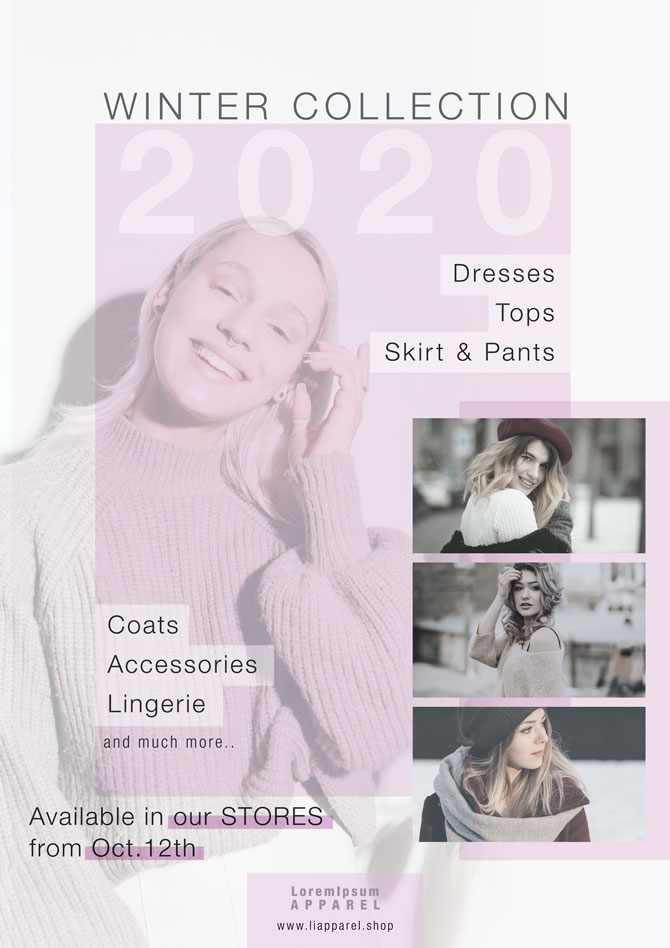 WINTER COLLECTION
2020
Dresses
Tops
Skirt & Pants
Coats
Accessories
Lingerie
and much more..
Available in our STORES
from Oct.12th
LoremIpsum
APPAREL
www.liapparel.shop